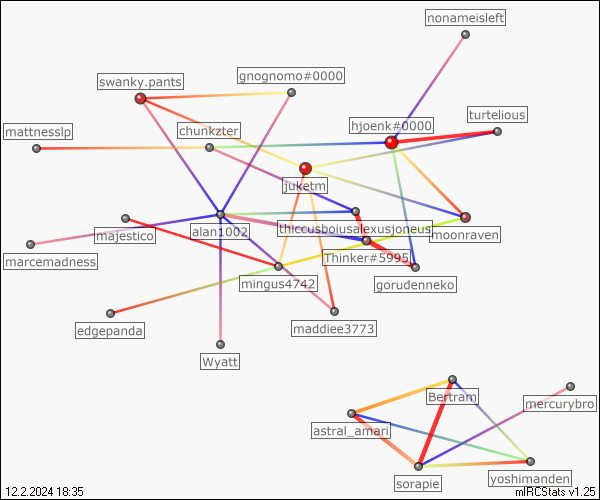 nonameisleft
gnognomo#0000
swanky.pants
turtelious
hjoenk#0000
chunkzter
mattnesslp
juketm
thiccusboiusalexusjoneus
alan1002
majestico
moonraven
Thinker#5995
marcemadness
mingus4742
gorudenneko
edgepanda
maddiee3773
Wyatt
Bertram
mercurybro
astral_amari
yoshimanden
sorapie
12.2.2024 18:35
mIRCStats v1.25